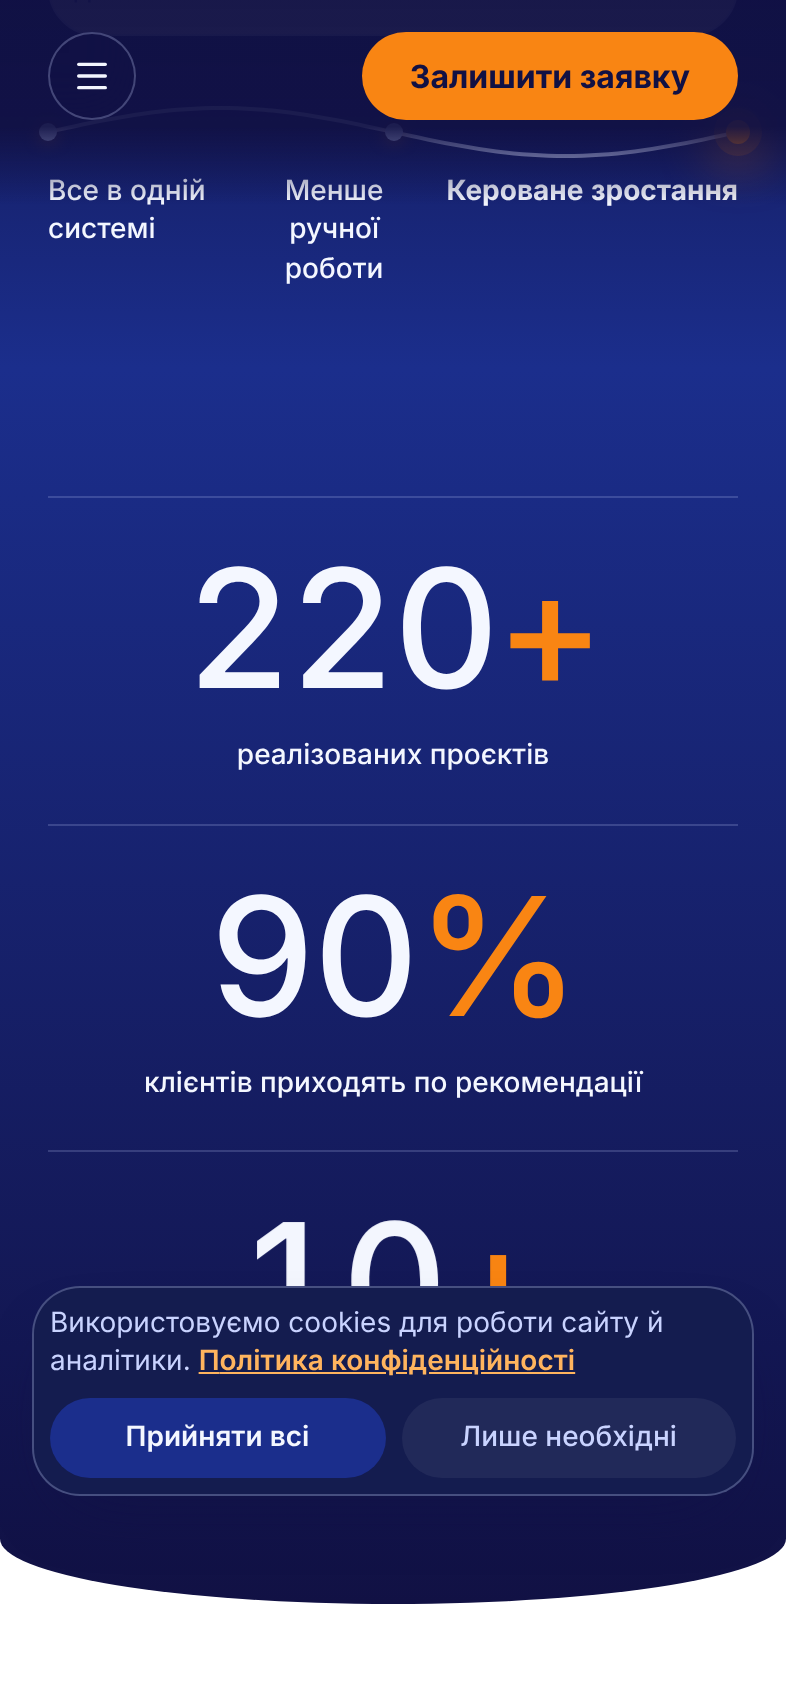 Залишити заявку
Все в одній
системі
Менше
ручної
роботи
Кероване зростання
220+
реалізованих проєктів
90%
клієнтів приходять по рекомендації
10+
Використовуємо cookies для роботи сайту й
аналітики. Політика конфіденційності
Прийняти всі
Лише необхідні